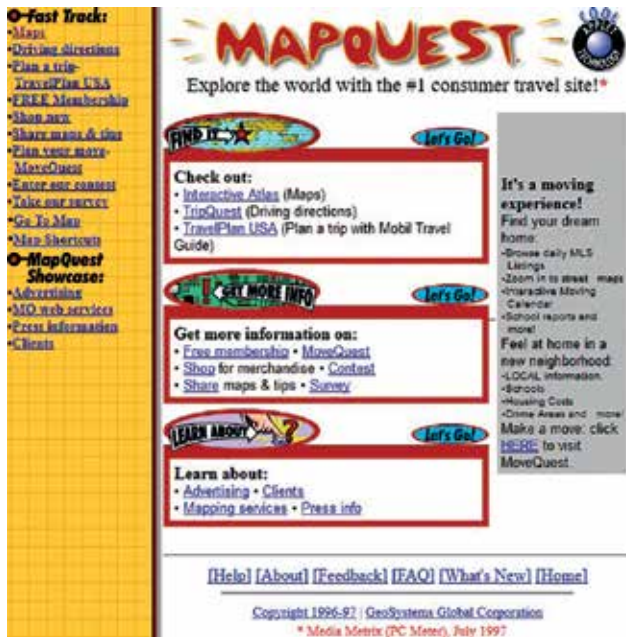 Fast Track:
•Maps
•Driving directions
•Plan a trip-
TravelPlan USA
•FREE Membership
•Shop now
•Share maps & tips
•Plan your move-
MoveQuest
•Enter our contest
•Take our survey
•Go To Map
•Map Shortcuts
MapQuest
Showcase:
•Advertising
•MQ web services
•Press information
•Clients
MAPQUEST
COOL
APPLET
TECHNOLOGY
Explore the world with the #1 consumer travel site!*
FIND IT
Let's Go!
Check out:
• Interactive Atlas (Maps)
• TripQuest (Driving directions)
• TravelPlan USA (Plan a trip with Mobil Travel
Guide)
GET MORE INFO
Let's Go!
Get more information on:
• Free membership • MoveQuest
• Shop for merchandise • Contest
• Share maps & tips • Survey
LEARN ABOUT ?
Let's Go!
Learn about:
• Advertising • Clients
• Mapping services • Press info
It's a moving
experience!
Find your dream
home:
•Browse daily MLS
Listings
•Zoom in to street maps
•Interactive Moving
Calendar
•School reports and
more!
Feel at home in a
new neighborhood:
•LOCAL information.
•Schools
•Housing Costs
•Crime Areas and more!
Make a move: click
HERE to visit
MoveQuest
[Help] [About] [Feedback] [FAQ] [What's New] [Home]
Copyright 1996-97 | GeoSystems Global Corporation
* Media Metrix (PC Meter), July 1997